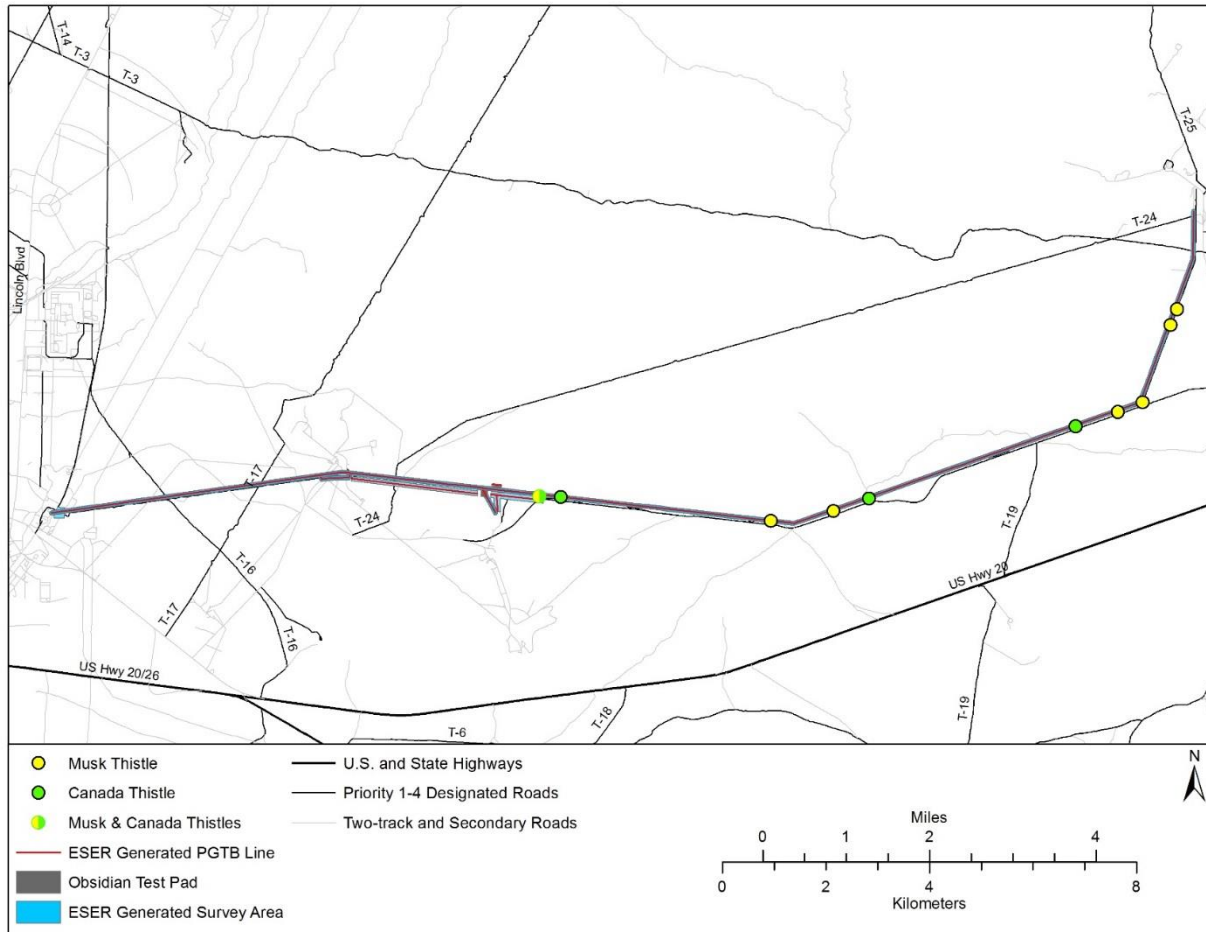 T-14
T-3
T-3
T-25
T-24
Lincoln Blvd
T-17
T-24
T-19
T-16
US Hwy 20
T-17
T-16
US Hwy 20/26
T-18
T-19
T-6
Musk Thistle
Canada Thistle
Musk & Canada Thistles
ESER Generated PGTB Line
Obsidian Test Pad
ESER Generated Survey Area
U.S. and State Highways
Priority 1-4 Designated Roads
Two-track and Secondary Roads
N
Miles
0 1 2 4
0 2 4 8
Kilometers